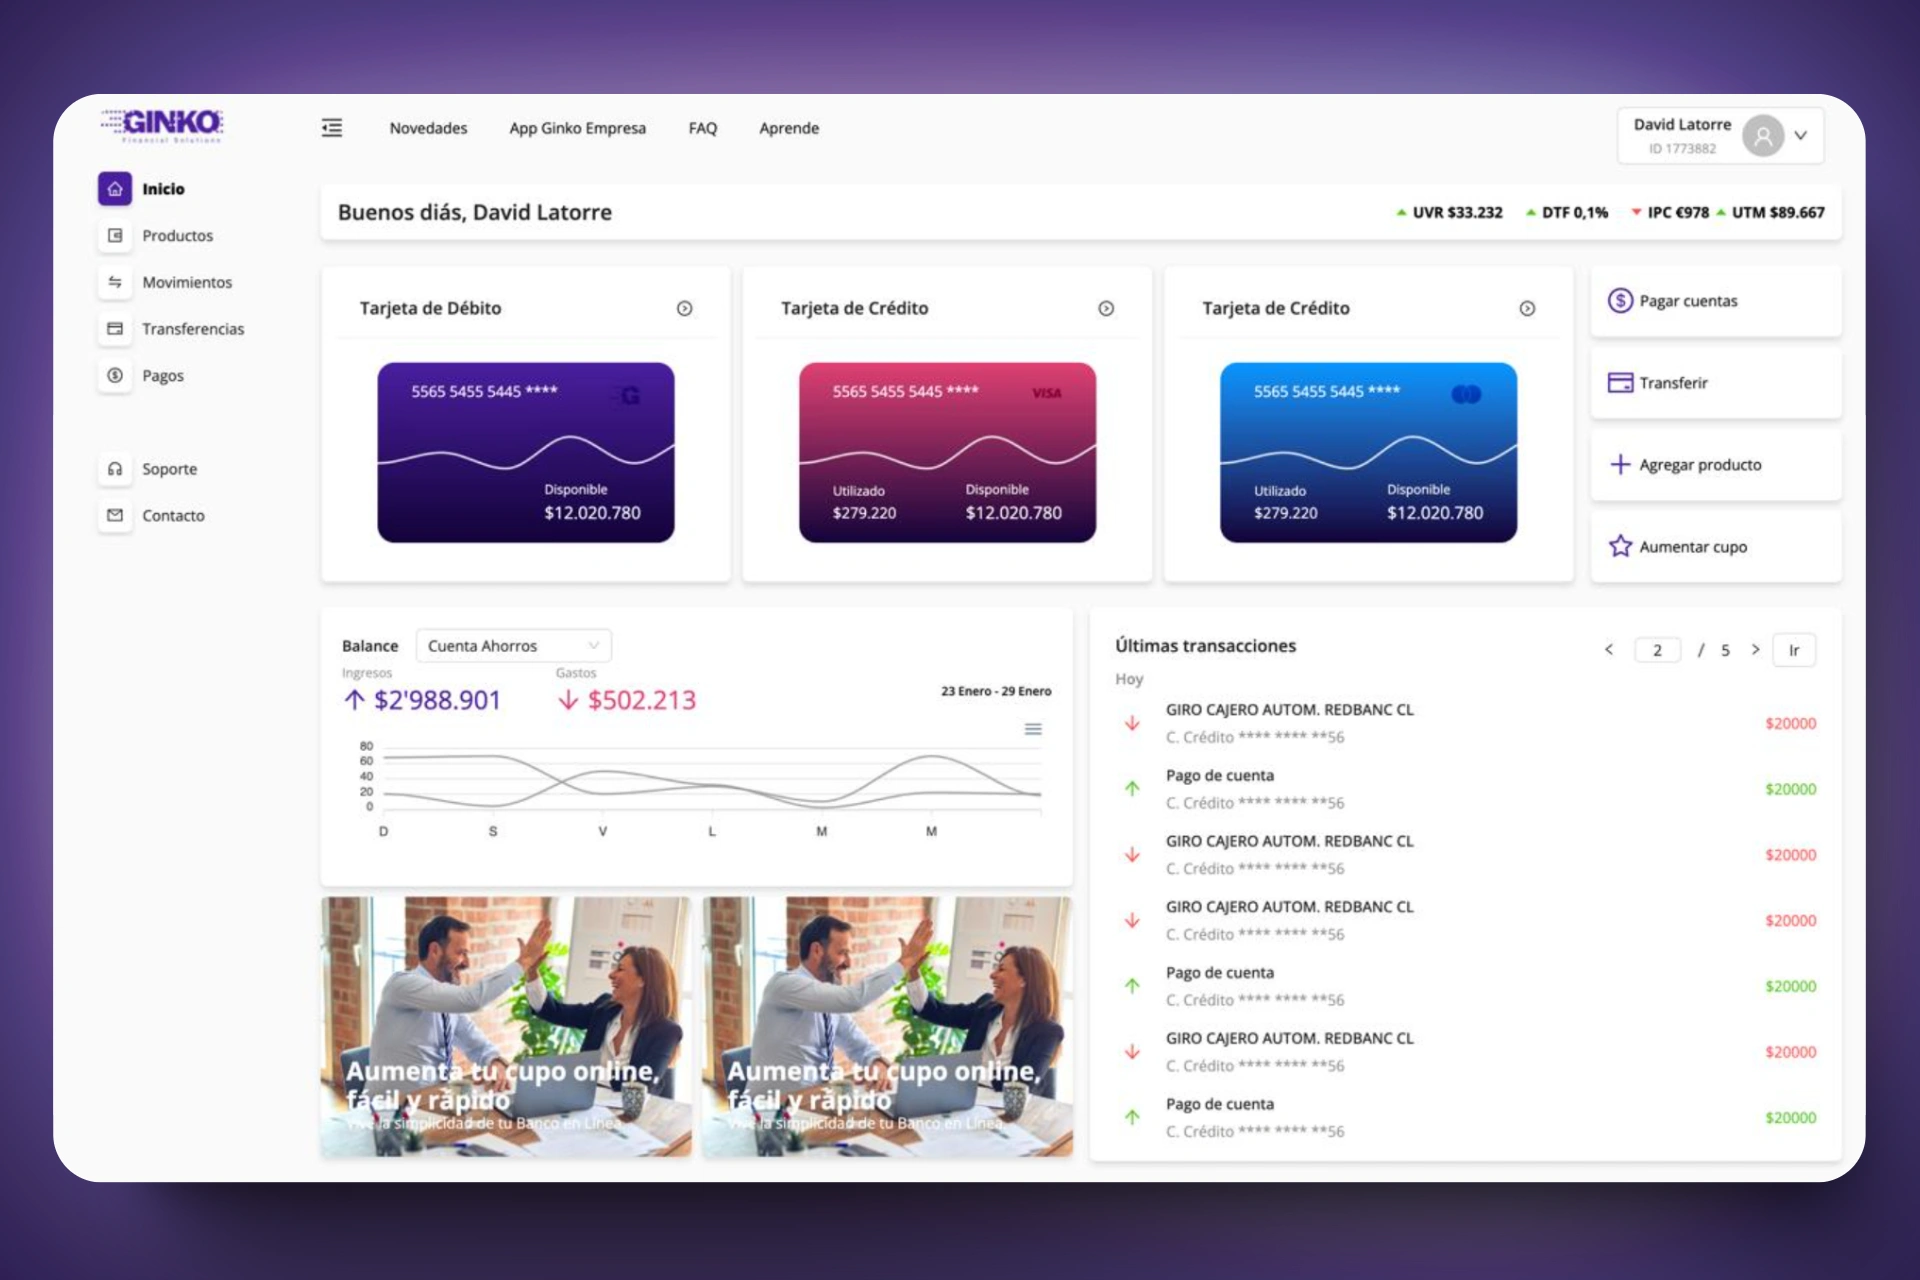 GINKO
Financial Solutions
Novedades
App Ginko Empresa
FAQ
Aprende
David Latorre
ID 1773882
Inicio
Productos
Movimientos
Transferencias
Pagos
Soporte
Contacto
Buenos diás, David Latorre
UVR $33.232
DTF 0,1%
IPC €978
UTM $89.667
Tarjeta de Débito
5565 5455 5445 ****
G
Disponible
$12.020.780
Tarjeta de Crédito
5565 5455 5445 ****
VISA
Utilizado
Disponible
$279.220
$12.020.780
Tarjeta de Crédito
5565 5455 5445 ****
Utilizado
Disponible
$279.220
$12.020.780
Pagar cuentas
Transferir
Agregar producto
Aumentar cupo
Balance
Cuenta Ahorros
Ingresos
Gastos
$2'988.901
$502.213
23 Enero - 29 Enero
80
60
40
20
0
D S V L M M
Aumenta tu cupo online,
fácil y rápido
Vive la simplicidad de tu Banco en Línea.
Aumenta tu cupo online,
fácil y rápido
Vive la simplicidad de tu Banco en Línea.
Últimas transacciones
< 2 / 5 > Ir
Hoy
GIRO CAJERO AUTOM. REDBANC CL
C. Crédito **** **** **56
$20000
Pago de cuenta
C. Crédito **** **** **56
$20000
GIRO CAJERO AUTOM. REDBANC CL
C. Crédito **** **** **56
$20000
GIRO CAJERO AUTOM. REDBANC CL
C. Crédito **** **** **56
$20000
Pago de cuenta
C. Crédito **** **** **56
$20000
GIRO CAJERO AUTOM. REDBANC CL
C. Crédito **** **** **56
$20000
Pago de cuenta
C. Crédito **** **** **56
$20000